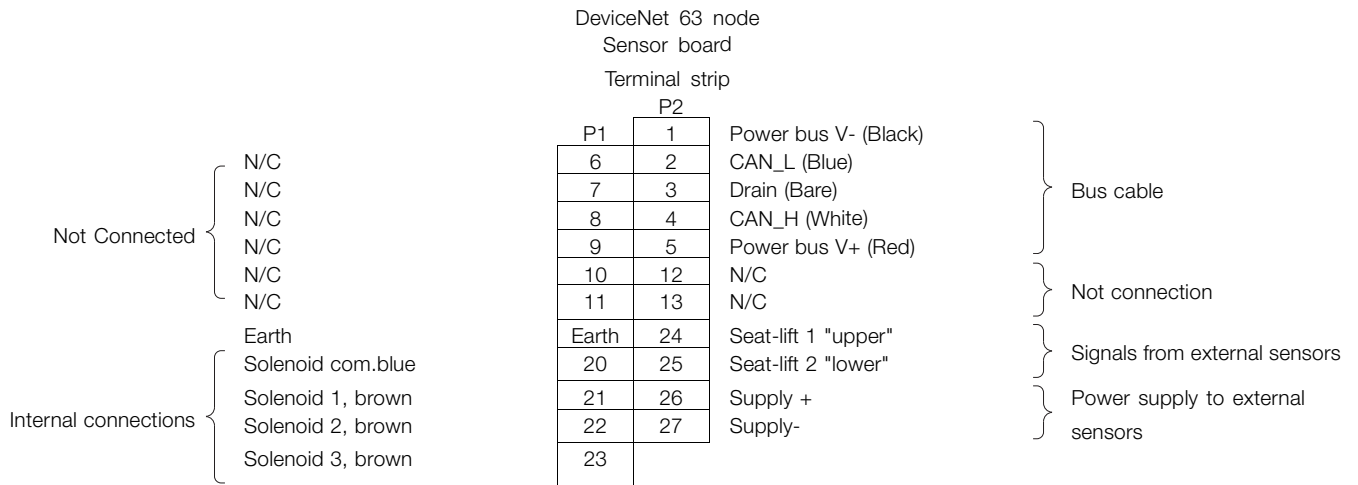 DeviceNet 63 node
Sensor board
Terminal strip
P2
P1 1 Power bus V- (Black)
N/C 6 2 CAN_L (Blue)
N/C 7 3 Drain (Bare) Bus cable
N/C 8 4 CAN_H (White)
Not Connected
N/C 9 5 Power bus V+ (Red)
N/C 10 12 N/C
Not connection
N/C 11 13 N/C
Earth Earth 24 Seat-lift 1 "upper"
Signals from external sensors
Solenoid com.blue 20 25 Seat-lift 2 "lower"
Solenoid 1, brown 21 26 Supply + Power supply to external
Internal connections Solenoid 2, brown 22 27 Supply- sensors
Solenoid 3, brown 23